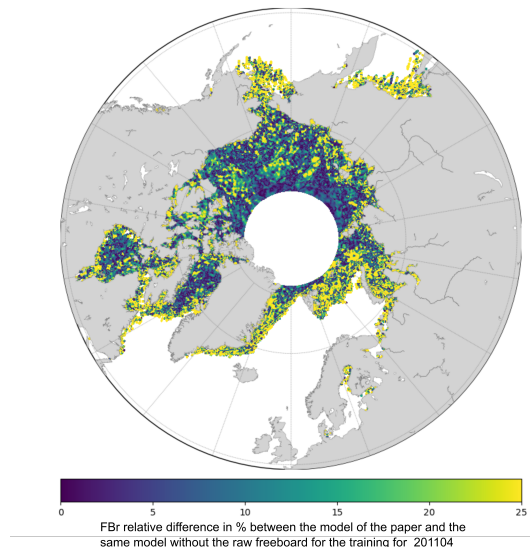 0 5 10 15 20 25
FBr relative difference in % between the model of the paper and the
same model without the raw freeboard for the training for 201104